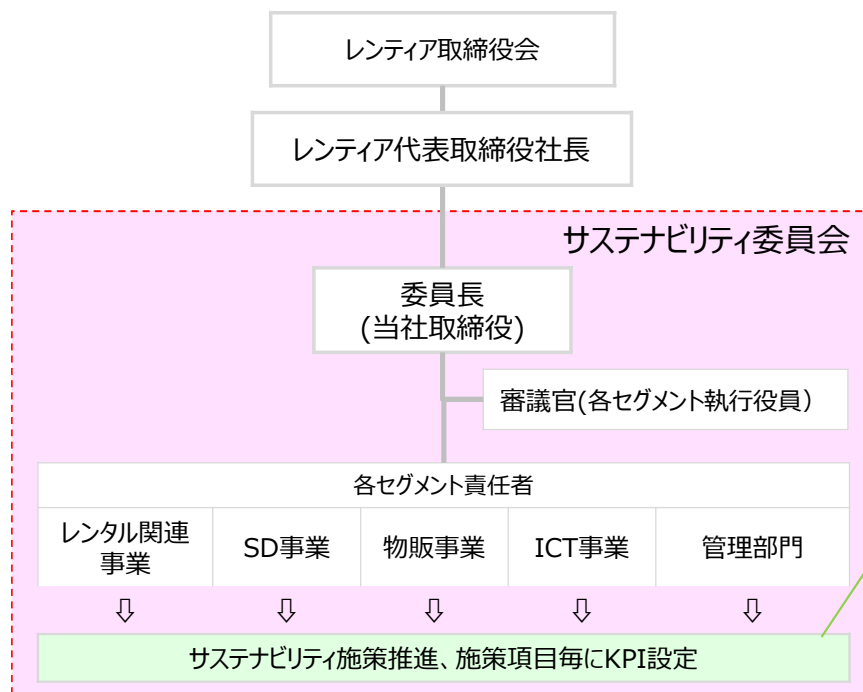 レンティア取締役会
レンティア代表取締役社長
サステナビリティ委員会
委員長
(当社取締役)
審議官(各セグメント執行役員）
各セグメント責任者
レンタル関連
事業
SD事業
物販事業
ICT事業
管理部門
⇩ ⇩ ⇩ ⇩ ⇩
サステナビリティ施策推進、施策項目毎にKPI設定